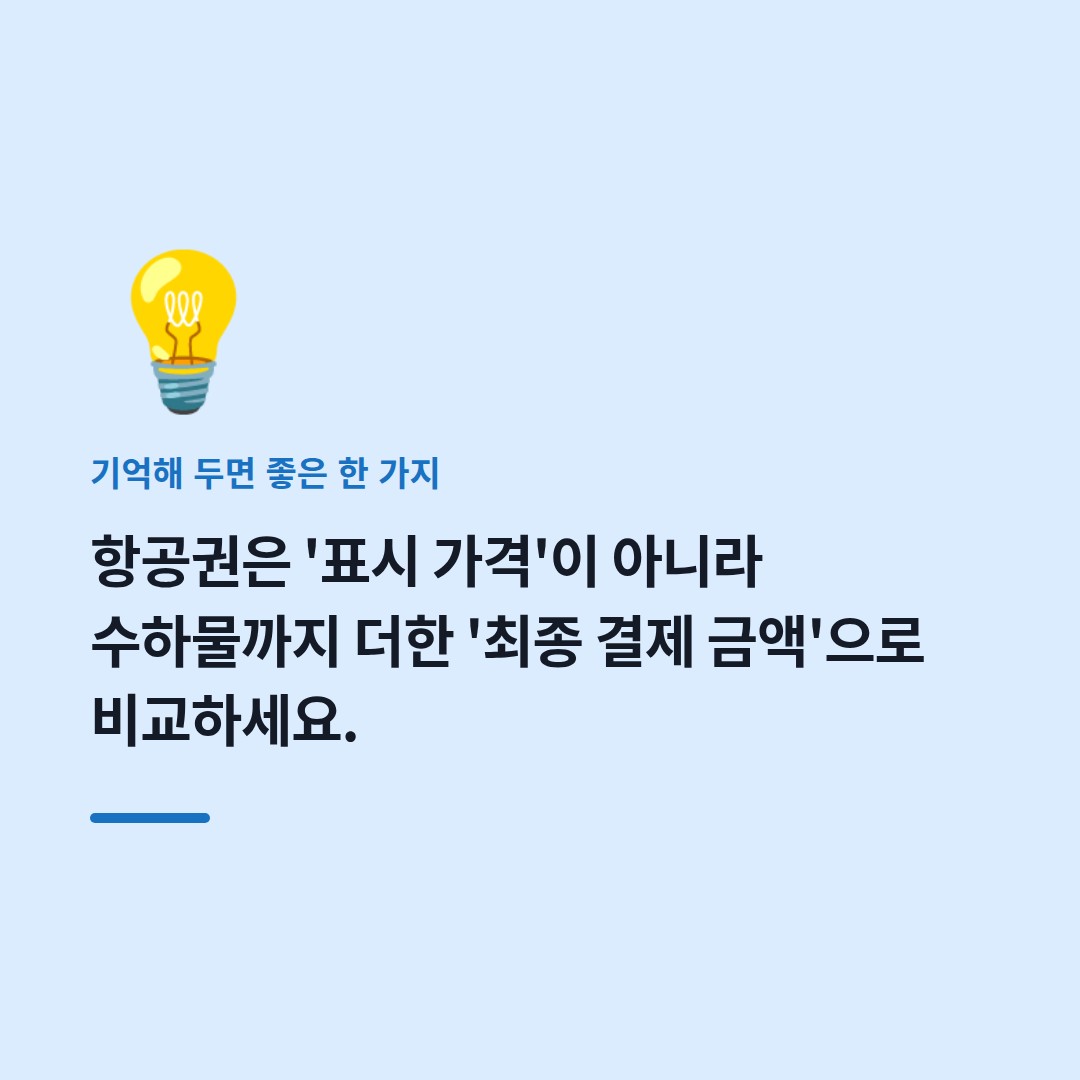 기억해 두면 좋은 한 가지
항공권은 '표시 가격'이 아니라
수하물까지 더한 '최종 결제 금액'으로
비교하세요.